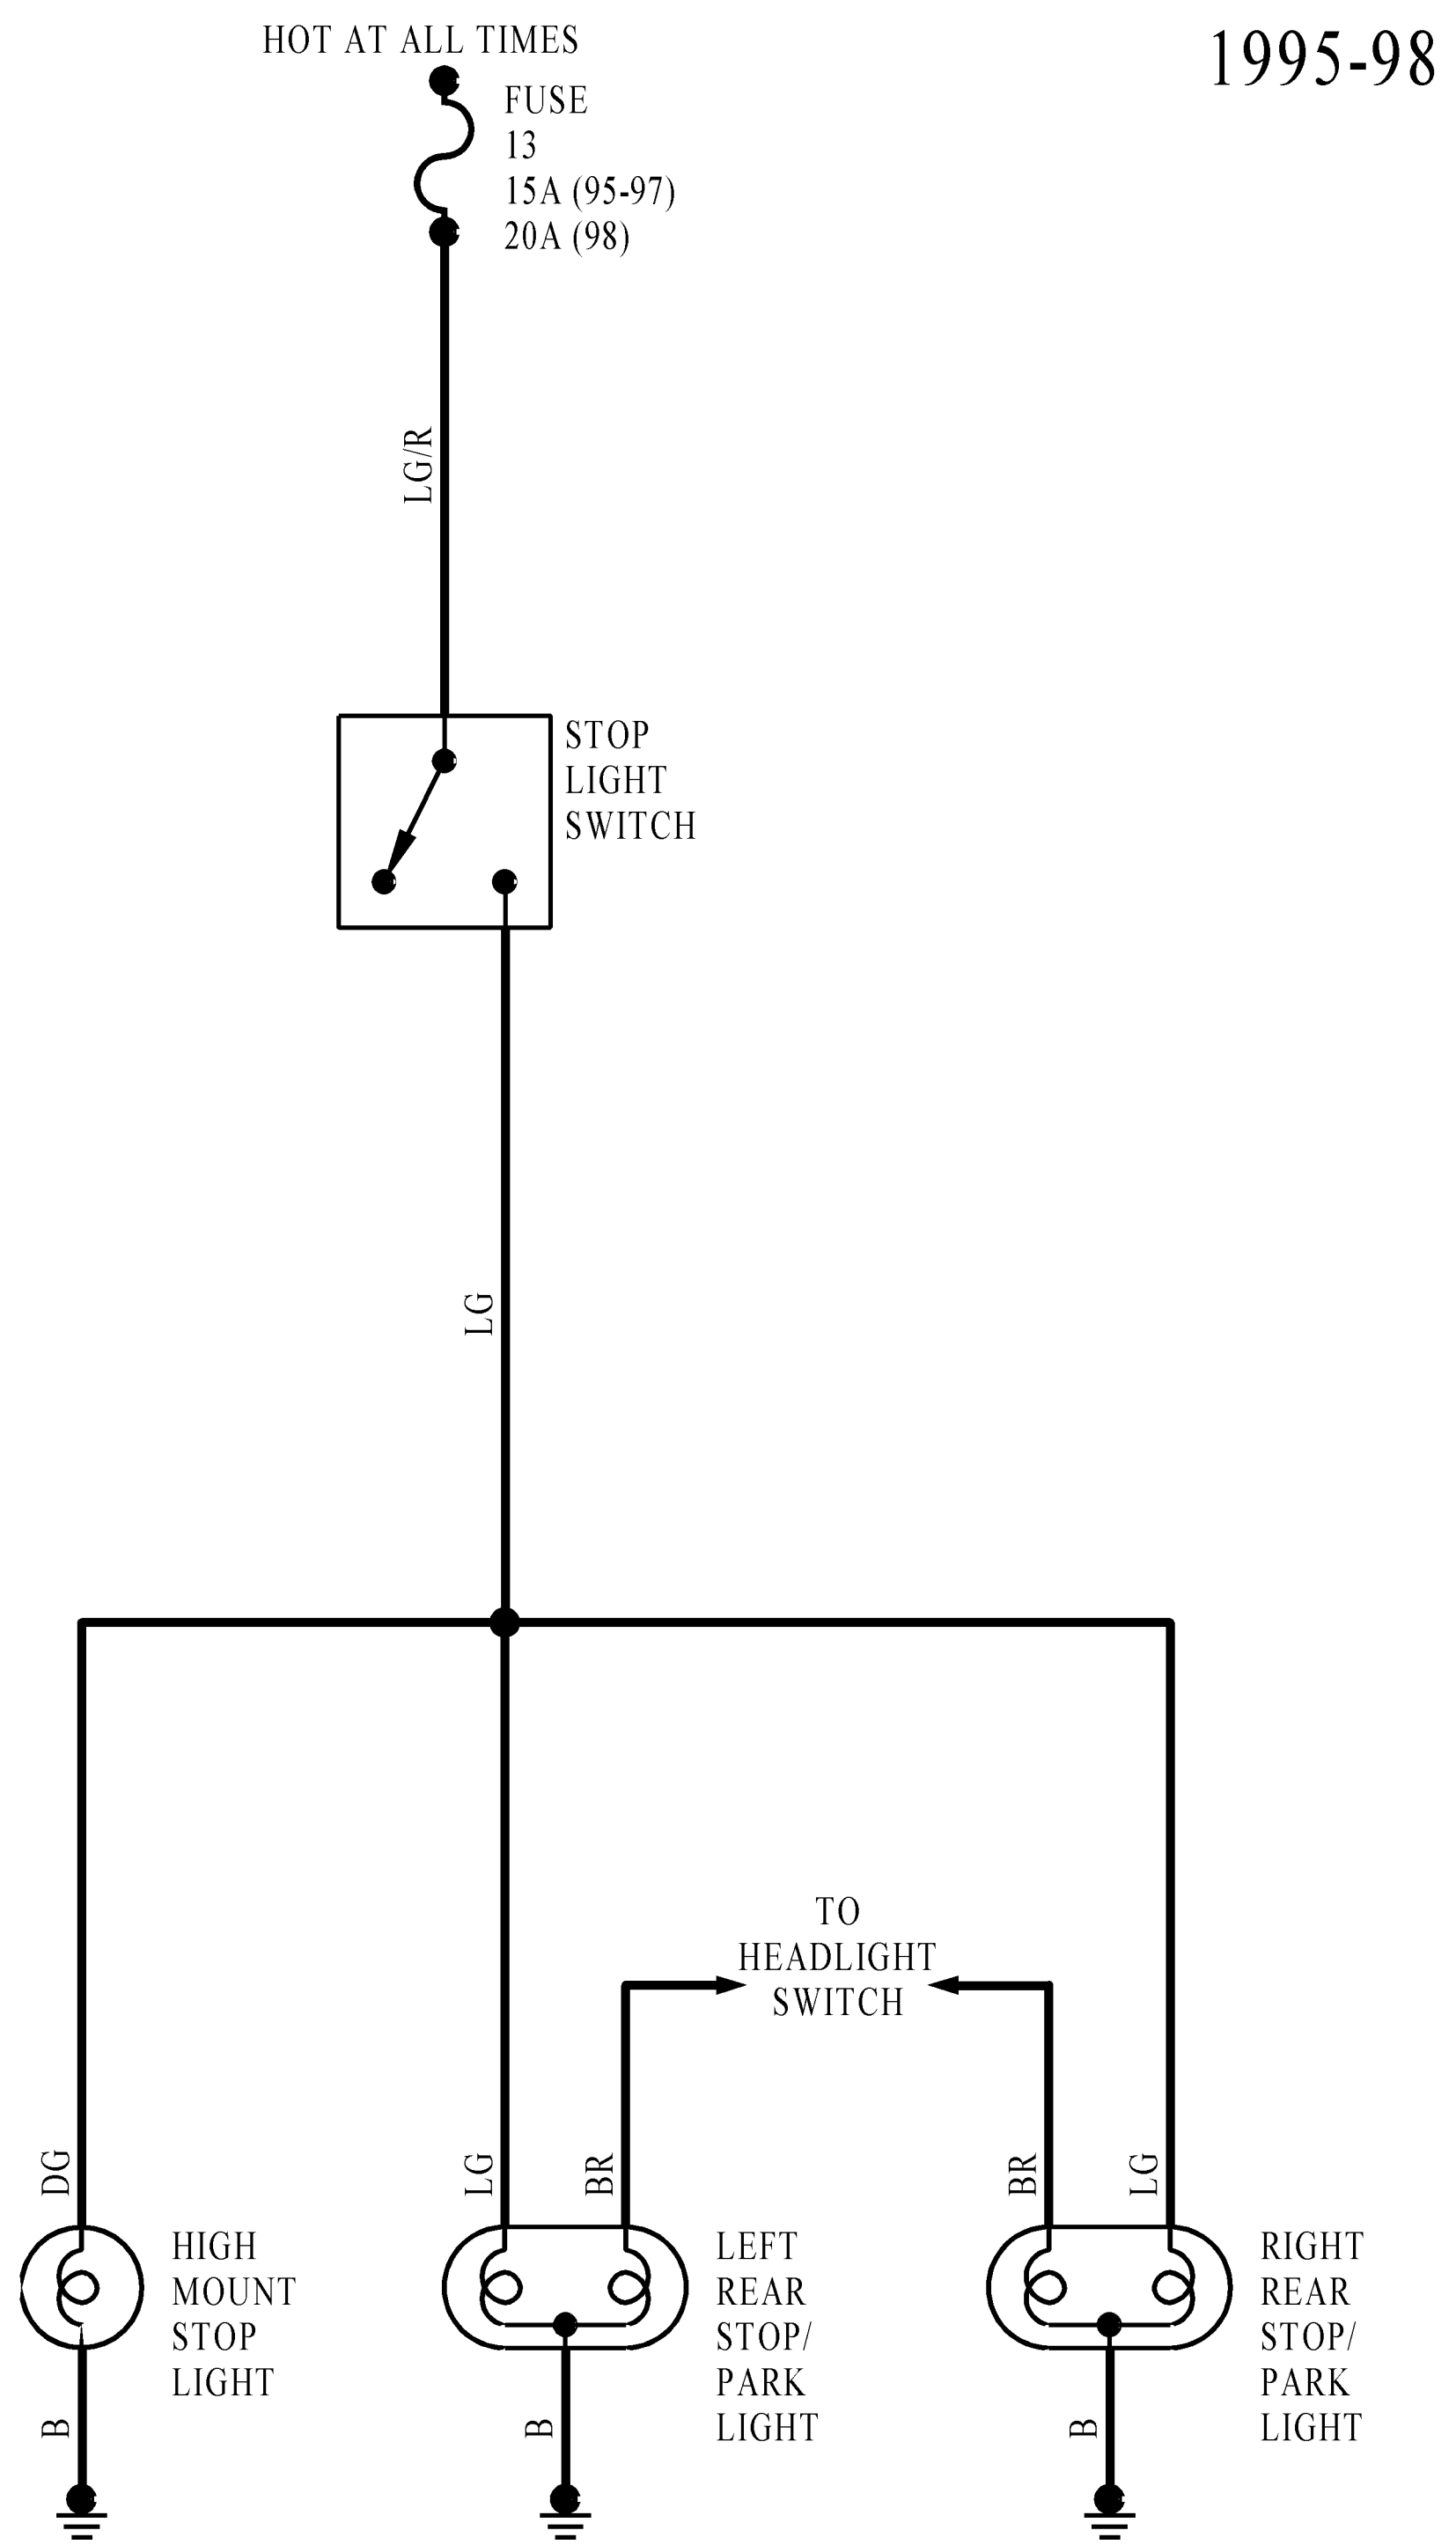 HOT AT ALL TIMES
1995-98
FUSE
13
15A (95-97)
20A (98)
LG/R
STOP
LIGHT
SWITCH
LG
TO
HEADLIGHT
SWITCH
DG
LG
BR
BR
LG
HIGH
MOUNT
STOP
LIGHT
LEFT
REAR
STOP/
PARK
LIGHT
RIGHT
REAR
STOP/
PARK
LIGHT
B
B
B